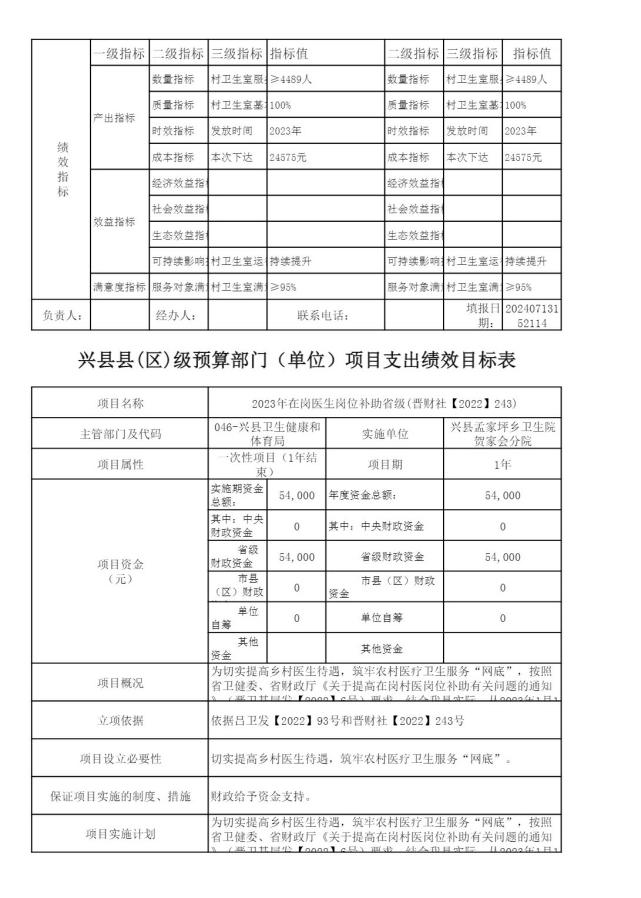 一级指标 二级指标 三级指标 指标值 二级指标 三级指标 指标值
绩效指标
产出指标
数量指标 村卫生室服 ≥4489人 数量指标 村卫生室服 ≥4489人
质量指标 村卫生室基 100% 质量指标 村卫生室基 100%
时效指标 发放时间 2023年 时效指标 发放时间 2023年
成本指标 本次下达 24575元 成本指标 本次下达 24575元
效益指标
经济效益指 经济效益指
社会效益指 社会效益指
生态效益指 生态效益指
可持续影响 村卫生室运 持续提升 可持续影响 村卫生室运 持续提升
满意度指标 服务对象满 村卫生室满 ≥95% 服务对象满 村卫生室满 ≥95%
负责人: 经办人: 联系电话: 填报日期: 20240713152114
兴县县(区)级预算部门（单位）项目支出绩效目标表
项目名称 2023年在岗医生岗位补助省级(晋财社【2022】243)
主管部门及代码 046-兴县卫生健康和体育局 实施单位 兴县孟家坪乡卫生院贺家会分院
项目属性 一次性项目（1年结束） 项目期 1年
项目资金（元）
实施期资金总额: 54,000 年度资金总额: 54,000
其中: 中央财政资金 0 其中: 中央财政资金 0
省级财政资金 54,000 省级财政资金 54,000
市县（区）财政 0 市县（区）财政资金 0
单位自筹 0 单位自筹 0
其他资金 其他资金
项目概况
为切实提高乡村医生待遇, 筑牢农村医疗卫生服务“网底”, 按照
省卫健委、省财政厅《关于提高在岗村医岗位补助有关问题的通知
立项依据 依据吕卫发【2022】93号和晋财社【2022】243号
项目设立必要性 切实提高乡村医生待遇, 筑牢农村医疗卫生服务“网底”。
保证项目实施的制度、措施 财政给予资金支持。
项目实施计划
为切实提高乡村医生待遇, 筑牢农村医疗卫生服务“网底”, 按照
省卫健委、省财政厅《关于提高在岗村医岗位补助有关问题的通知